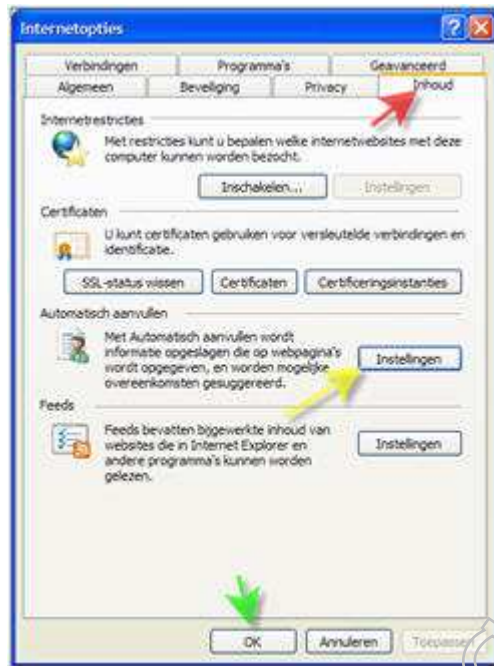 Internetopties
Verbindingen Programma's Geavanceerd
Algemeen Beveiliging Privacy Inhoud
Internetrestricties
Met restricties kunt u bepalen welke internetwebsites met deze
computer kunnen worden bezocht.
Inschakelen... Instellingen
Certificaten
U kunt certificaten gebruiken voor versleutelde verbindingen en
identificatie.
SSL-status wissen Certificaten Certificeringsinstanties
Automatisch aanvullen
Met Automatisch aanvullen wordt
informatie opgeslagen die op webpagina's
wordt opgegeven, en worden mogelijke
overeenkomsten gesuggereerd.
Instellingen
Feeds
Feeds bevatten bijgewerkte inhoud van
websites die in Internet Explorer en
andere programma's kunnen worden
gelezen.
Instellingen
OK Annuleren Toepassen